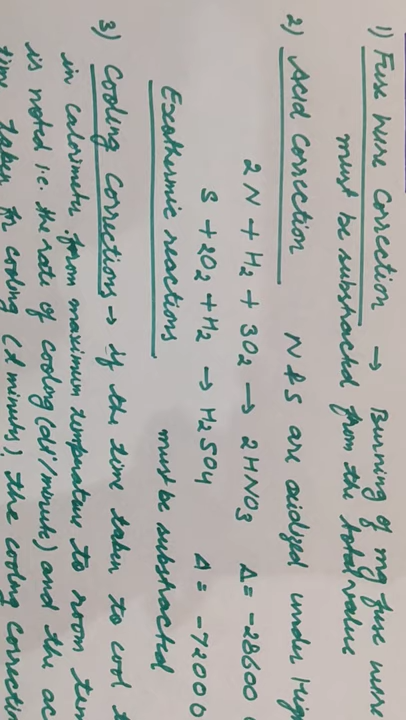 1) Fuse wire correction → Burning of mg fuse wire
must be substracted from the total value
2) Acid Correction N & S are oxidized under high
2N + H2 + 3O2 → 2HNO3 Δ= -28600
S + 2O2 + H2 → H2SO4 Δ= -72000
Exothermic reactions must be substracted
3) Cooling Corrections → If the time taken to cool
in calorimeter from maximum temperature to room tem
is noted i.e. the rate of cooling (dt/minute) and the ac
time taken for cooling (t minutes), the cooling correctio